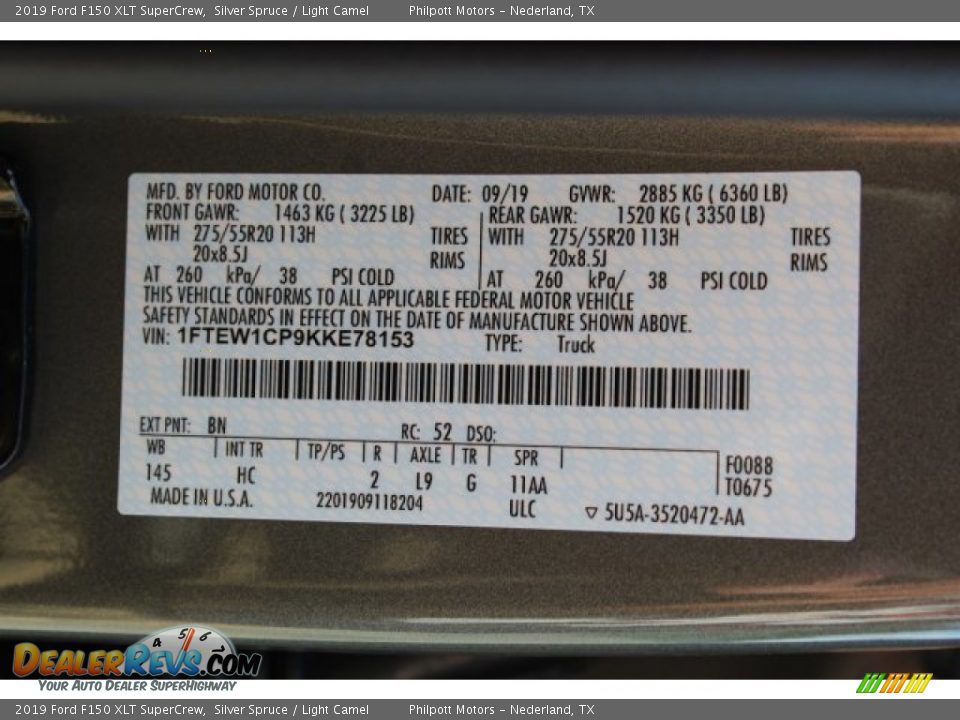 2019 Ford F150 XLT SuperCrew, Silver Spruce / Light Camel Philpott Motors - Nederland, TX
MFD. BY FORD MOTOR CO. DATE: 09/19 GVWR: 2885 KG ( 6360 LB)
FRONT GAWR: 1463 KG ( 3225 LB) REAR GAWR: 1520 KG ( 3350 LB)
WITH 275/55R20 113H TIRES WITH 275/55R20 113H TIRES
20x8.5J RIMS 20x8.5J RIMS
AT 260 kPa/ 38 PSI COLD AT 260 kPa/ 38 PSI COLD
THIS VEHICLE CONFORMS TO ALL APPLICABLE FEDERAL MOTOR VEHICLE
SAFETY STANDARDS IN EFFECT ON THE DATE OF MANUFACTURE SHOWN ABOVE.
VIN: 1FTEW1CP9KKE78153 TYPE: Truck
EXT PNT: BN RC: 52 DSO:
WB INT TR TP/PS R AXLE TR SPR F0088
145 HC 2 L9 G 11AA T0675
MADE IN U.S.A. 2201909118204 ULC ▽ 5U5A-3520472-AA
4 5 6
DEALERREVS.COM
YOUR AUTO DEALER SUPERHIGHWAY
2019 Ford F150 XLT SuperCrew, Silver Spruce / Light Camel Philpott Motors - Nederland, TX